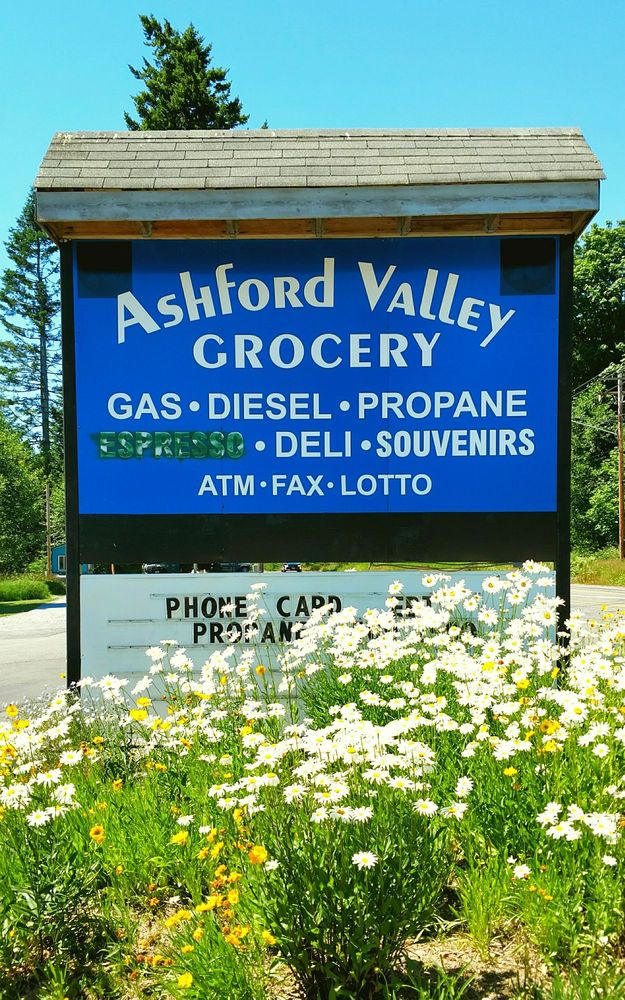 Ashford Valley
GROCERY
GAS • DIESEL • PROPANE
ESPRESSO • DELI • SOUVENIRS
ATM • FAX • LOTTO
PHONE CARD
PROPANE